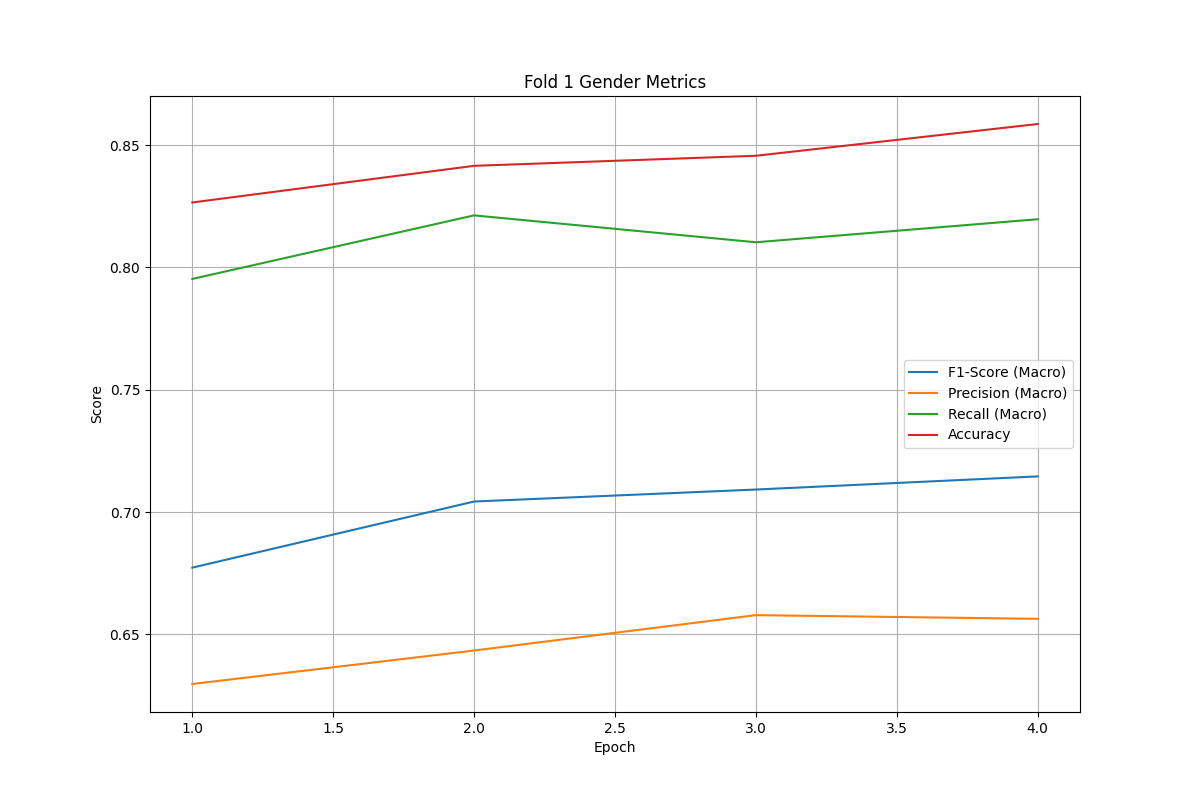 Fold 1 Gender Metrics
Score
0.85
0.80
0.75
0.70
0.65
F1-Score (Macro)
Precision (Macro)
Recall (Macro)
Accuracy
1.0 1.5 2.0 2.5 3.0 3.5 4.0
Epoch